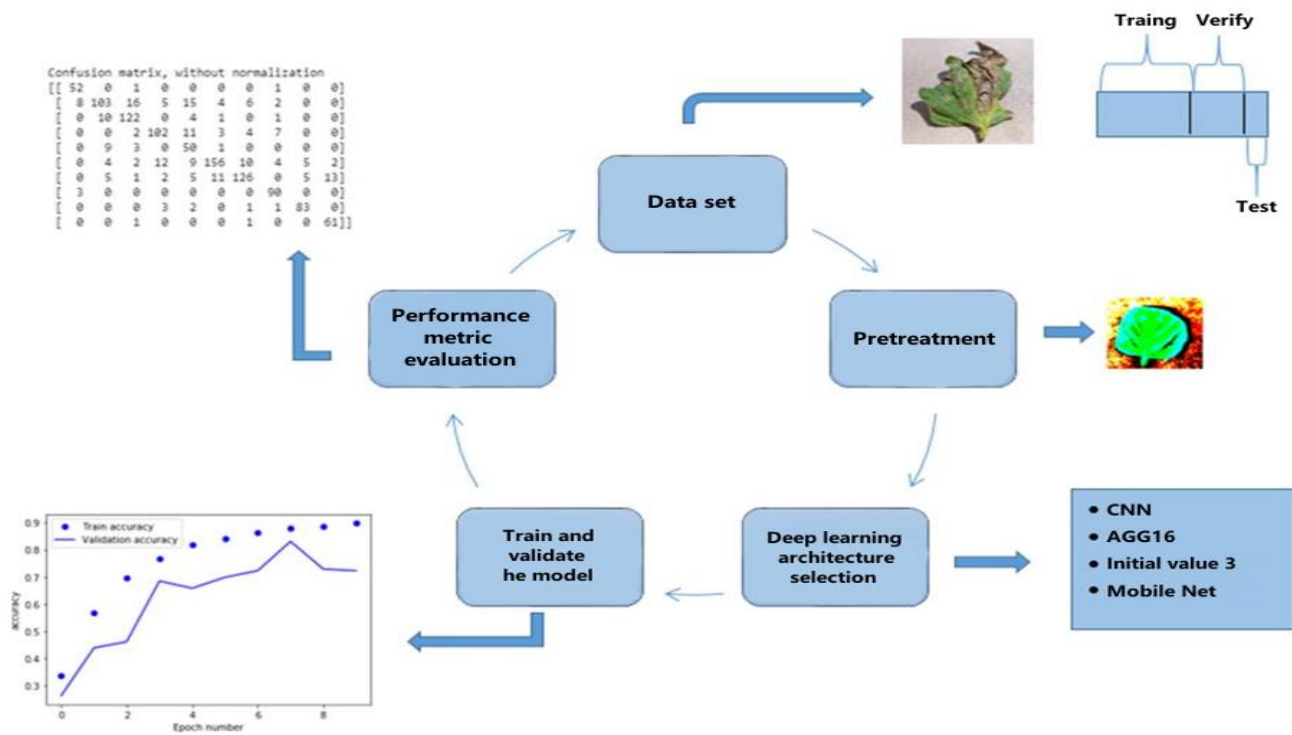 Traing Verify
Test
Confusion matrix, without normalization
[[ 52 0 1 0 0 0 0 1 0 0]
[ 8 103 16 5 15 4 6 2 0 0]
[ 0 10 122 0 4 1 0 1 0 0]
[ 0 0 2 102 11 3 4 7 0 0]
[ 0 9 3 0 50 1 0 0 0 0]
[ 0 4 2 12 9 156 10 4 5 2]
[ 0 5 1 2 5 11 126 0 5 13]
[ 3 0 0 0 0 0 0 90 0 0]
[ 0 0 0 3 2 0 1 1 83 0]
[ 0 0 1 0 0 0 1 0 0 61]]
Data set
Performance
metric
evaluation
Pretreatment
Train and
validate
he model
Deep learning
architecture
selection
• CNN
• AGG16
• Initial value 3
• Mobile Net
Train accuracy
Validation accuracy
accuracy
0.9
0.8
0.7
0.6
0.5
0.4
0.3
0 2 4 6 8
Epoch number